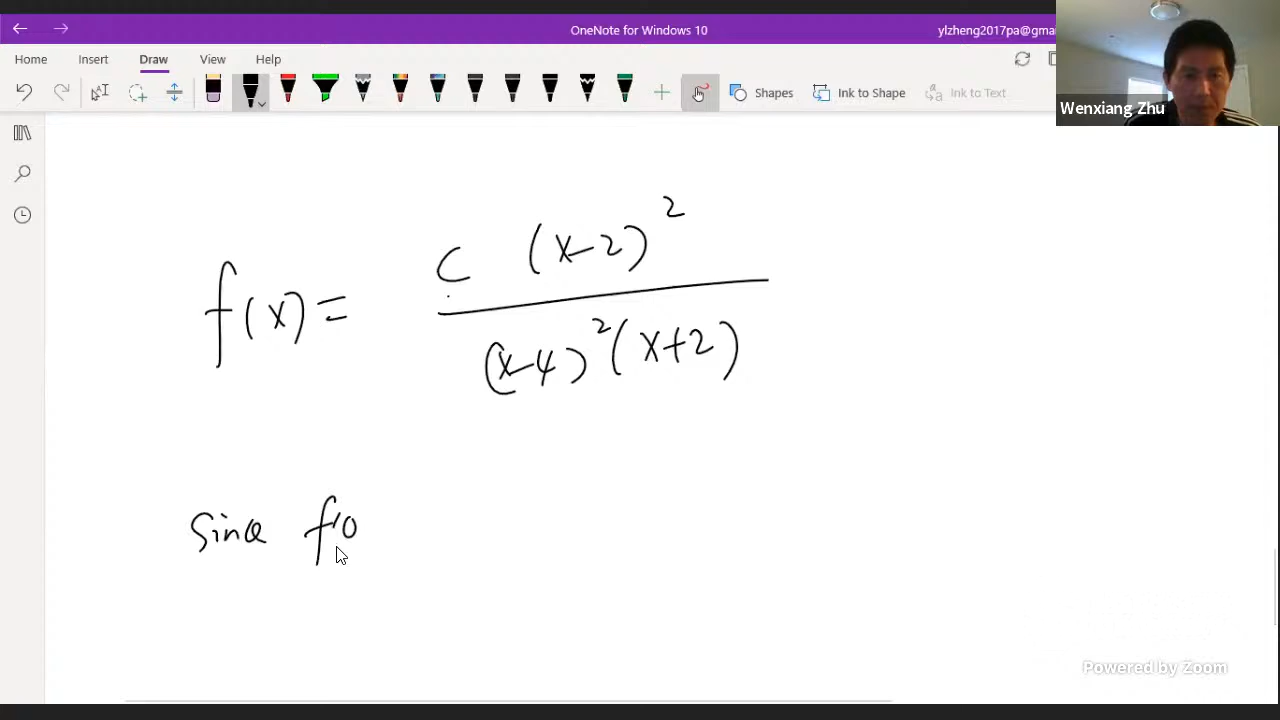 OneNote for Windows 10
ylzheng2017pa@gmai
Home Insert Draw View Help
Shapes Ink to Shape Ink to Text
Wenxiang Zhu
f(x) = C (x-2)^2 / (x-4)^2 (x+2)
Since f(0
Powered by Zoom